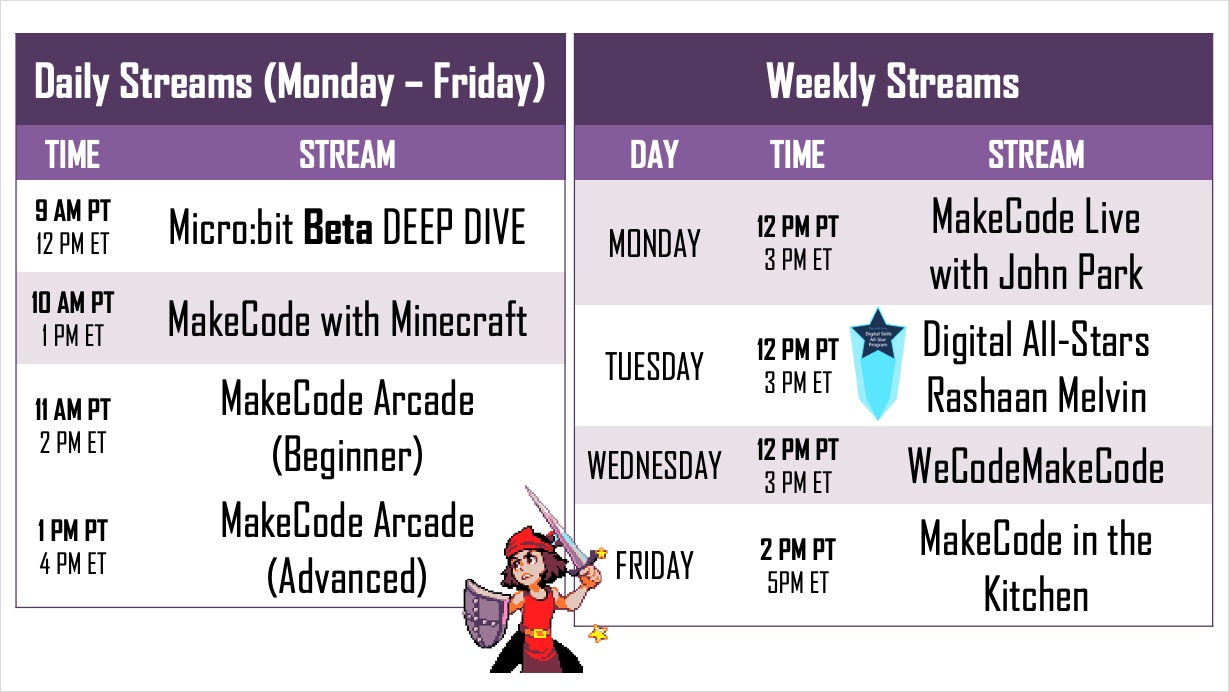 Daily Streams (Monday – Friday)
TIME STREAM
9 AM PT
12 PM ET
Micro:bit Beta DEEP DIVE
10 AM PT
1 PM ET
MakeCode with Minecraft
11 AM PT
2 PM ET
MakeCode Arcade
(Beginner)
1 PM PT
4 PM ET
MakeCode Arcade
(Advanced)
Weekly Streams
DAY TIME STREAM
MONDAY
12 PM PT
3 PM ET
MakeCode Live
with John Park
TUESDAY
12 PM PT
3 PM ET
Digital Skills
All-Star
Program
Digital All-Stars
Rashaan Melvin
WEDNESDAY
12 PM PT
3 PM ET
WeCodeMakeCode
FRIDAY
2 PM PT
5PM ET
MakeCode in the
Kitchen